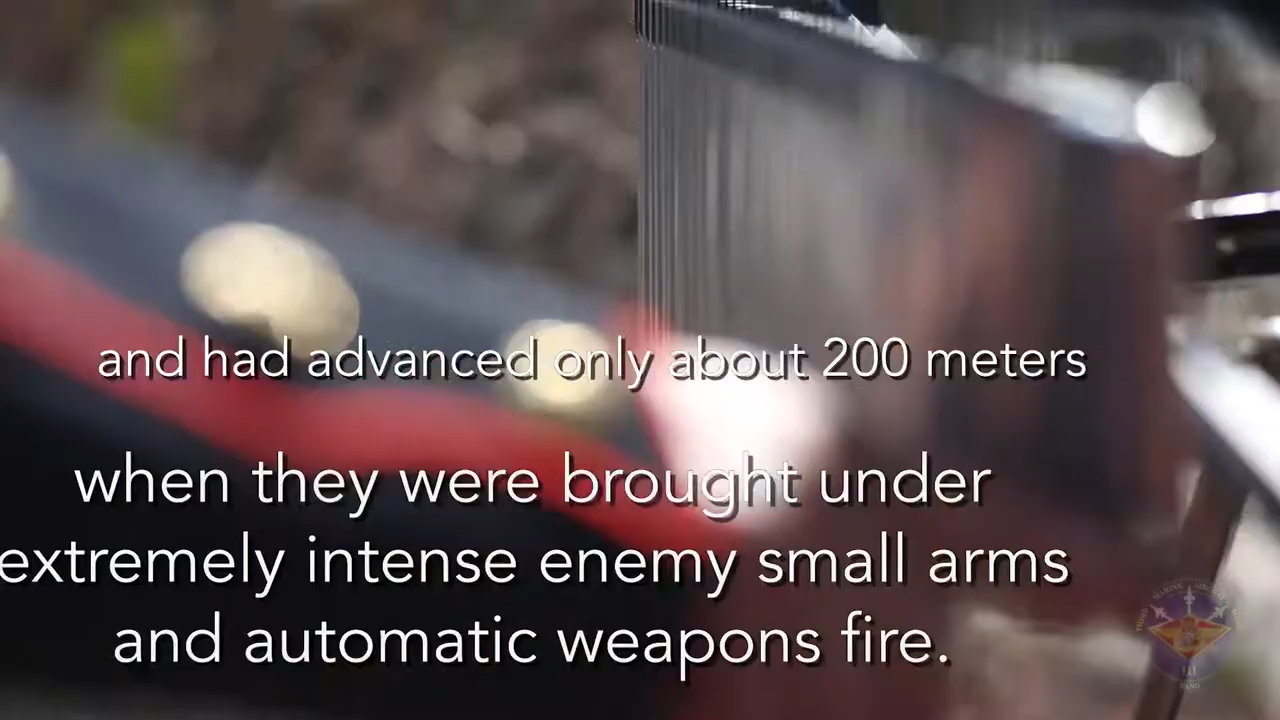 and had advanced only about 200 meters
when they were brought under
extremely intense enemy small arms
and automatic weapons fire.